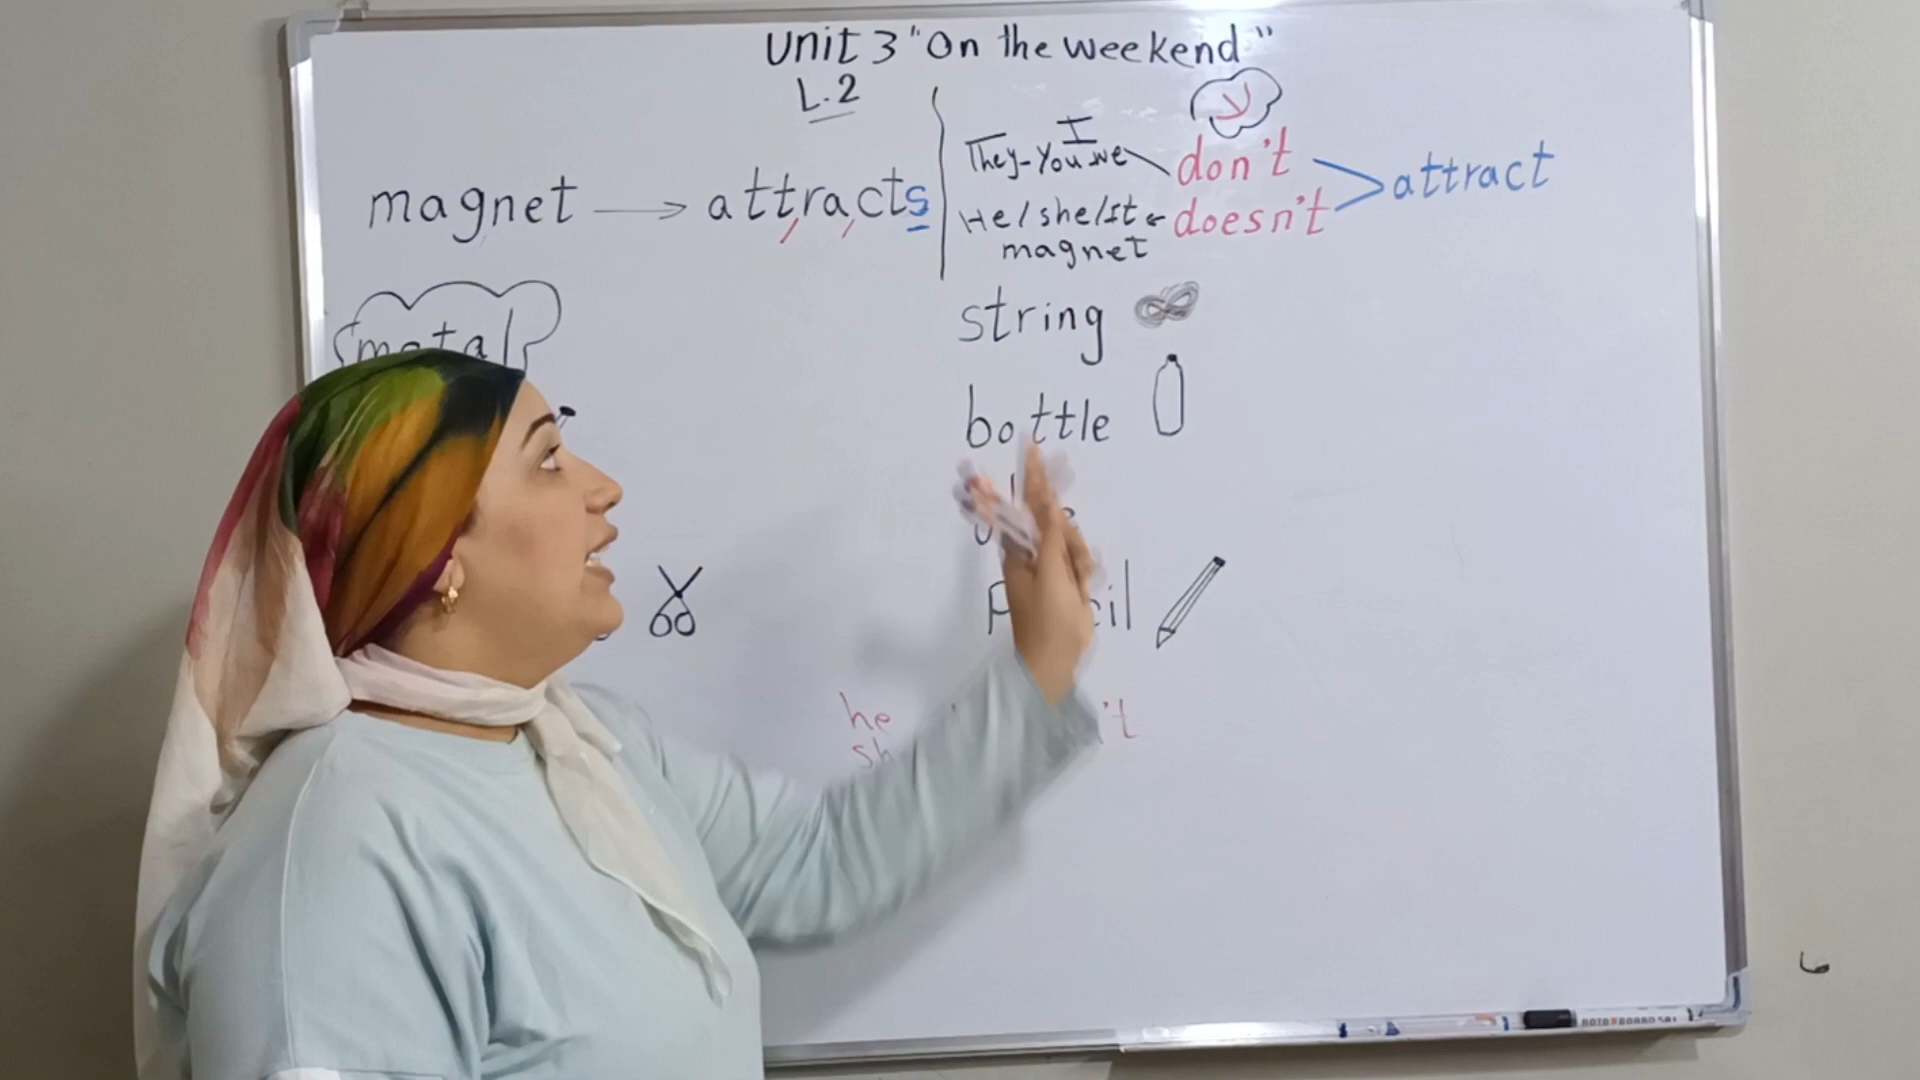 Unit 3 "On the weekend"
L.2
magnet → attracts
I
They-You we
don't
He/she/It
magnet
doesn't
attract
لا
metal
string
bottle
he